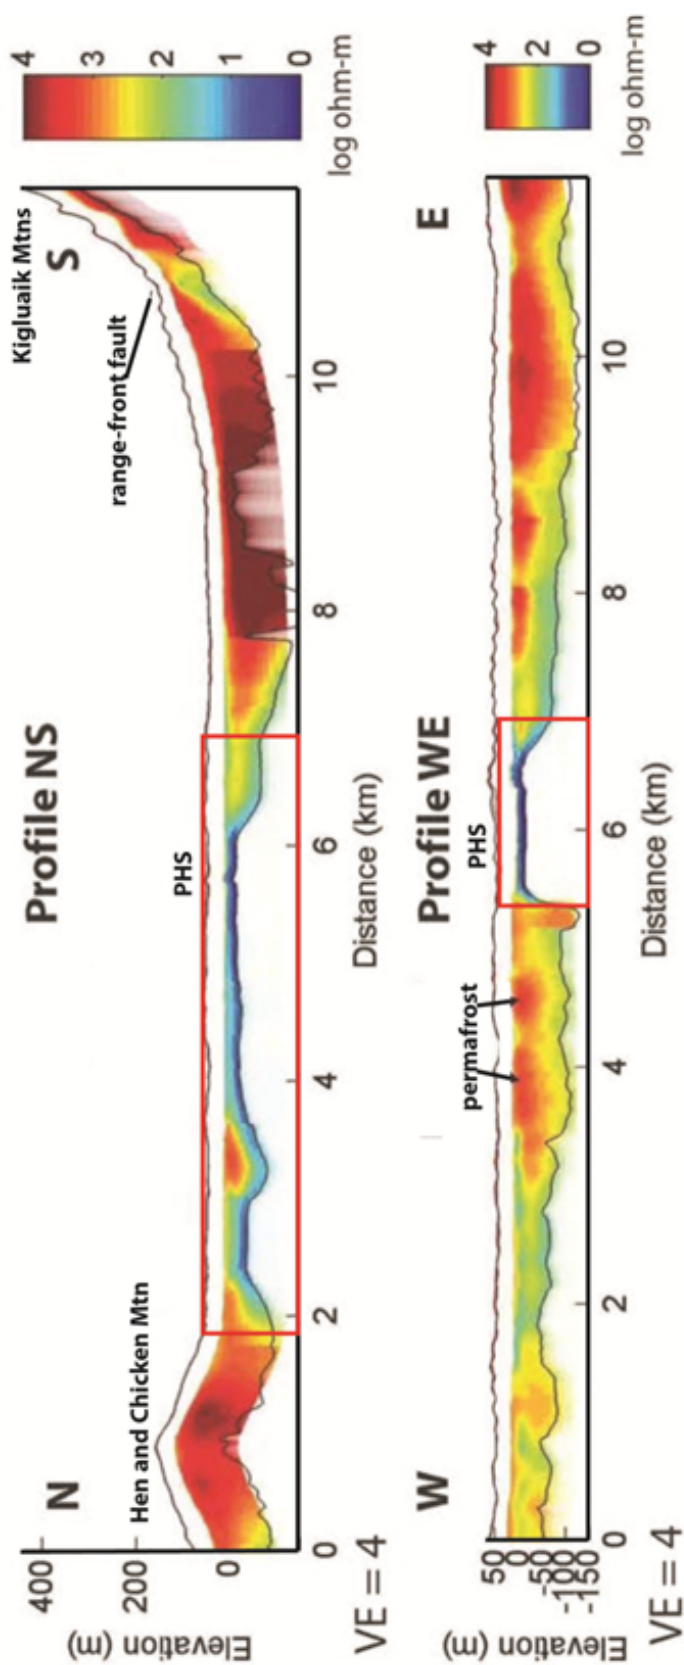 Profile NS
N
S
Hen and Chicken Mtn
PHS
range-front fault
Kigluaik Mtns
Elevation (m)
400
200
0
0
2
4
6
8
10
Distance (km)
VE = 4
4
3
2
1
0
log ohm-m
Profile WE
W
E
permafrost
PHS
Elevation (m)
50
0
-50
-100
-150
0
2
4
6
8
10
Distance (km)
VE = 4
4
2
0
log ohm-m